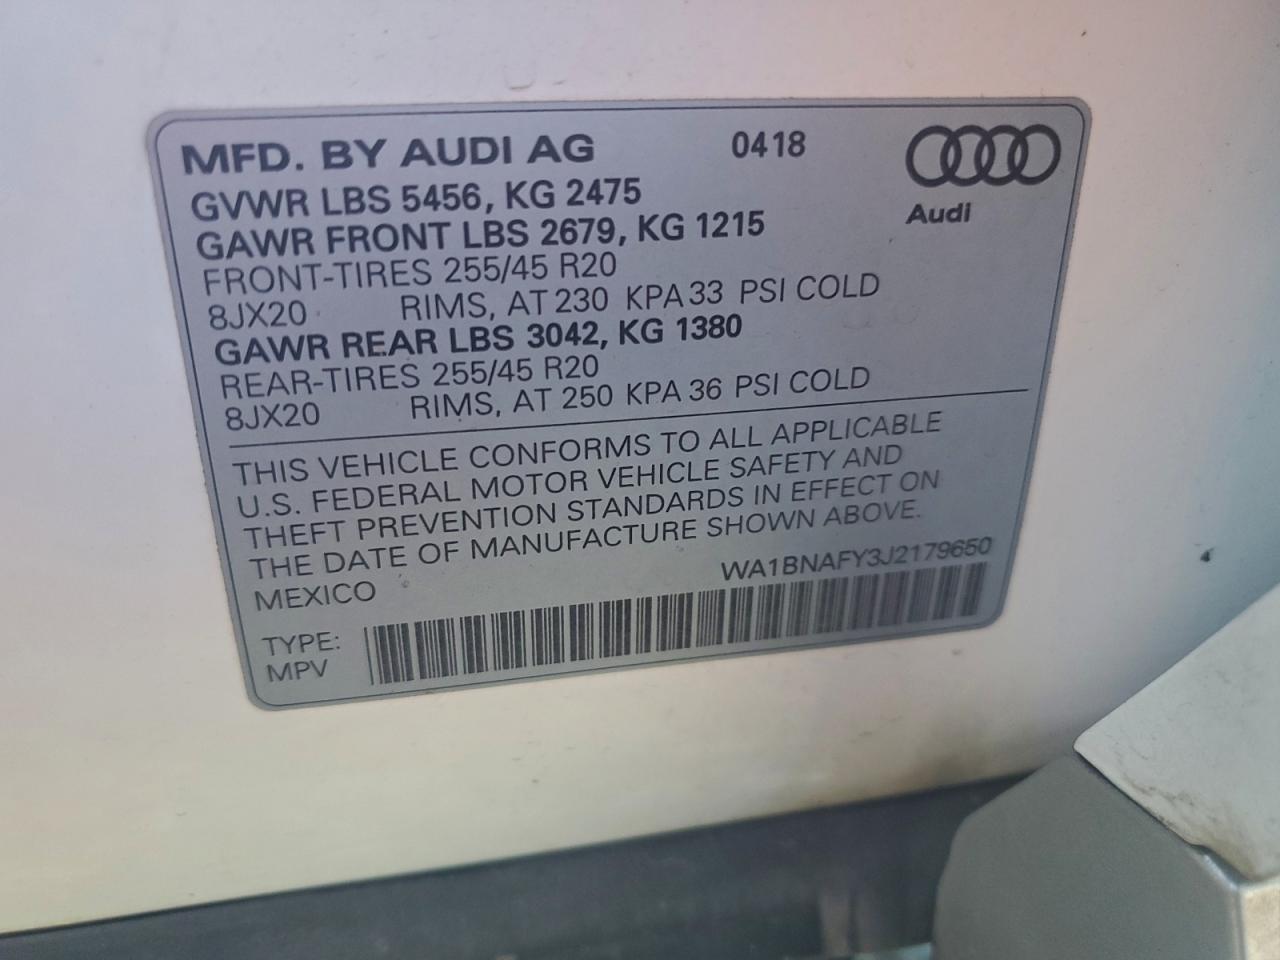 MFD. BY AUDI AG 0418
Audi
GVWR LBS 5456, KG 2475
GAWR FRONT LBS 2679, KG 1215
FRONT-TIRES 255/45 R20
8JX20 RIMS, AT 230 KPA 33 PSI COLD
GAWR REAR LBS 3042, KG 1380
REAR-TIRES 255/45 R20
8JX20 RIMS, AT 250 KPA 36 PSI COLD
THIS VEHICLE CONFORMS TO ALL APPLICABLE
U.S. FEDERAL MOTOR VEHICLE SAFETY AND
THEFT PREVENTION STANDARDS IN EFFECT ON
THE DATE OF MANUFACTURE SHOWN ABOVE.
MEXICO WA1BNAFY3J2179650
TYPE:
MPV